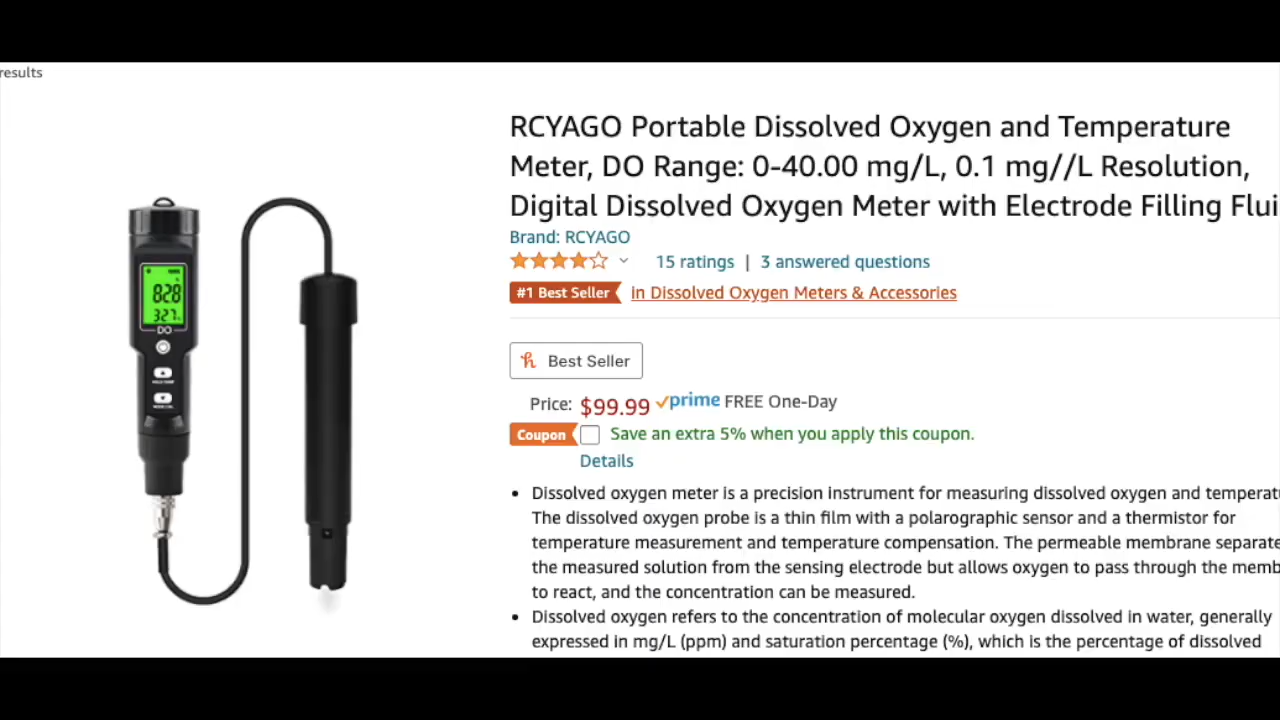 results
RCYAGO Portable Dissolved Oxygen and Temperature
Meter, DO Range: 0-40.00 mg/L, 0.1 mg//L Resolution,
Digital Dissolved Oxygen Meter with Electrode Filling Flui
Brand: RCYAGO
15 ratings | 3 answered questions
#1 Best Seller in Dissolved Oxygen Meters & Accessories
Best Seller
Price: $99.99 prime FREE One-Day
Coupon Save an extra 5% when you apply this coupon.
Details
828
327
DO
• Dissolved oxygen meter is a precision instrument for measuring dissolved oxygen and temperat
The dissolved oxygen probe is a thin film with a polarographic sensor and a thermistor for
temperature measurement and temperature compensation. The permeable membrane separate
the measured solution from the sensing electrode but allows oxygen to pass through the memb
to react, and the concentration can be measured.
• Dissolved oxygen refers to the concentration of molecular oxygen dissolved in water, generally
expressed in mg/L (ppm) and saturation percentage (%), which is the percentage of dissolved